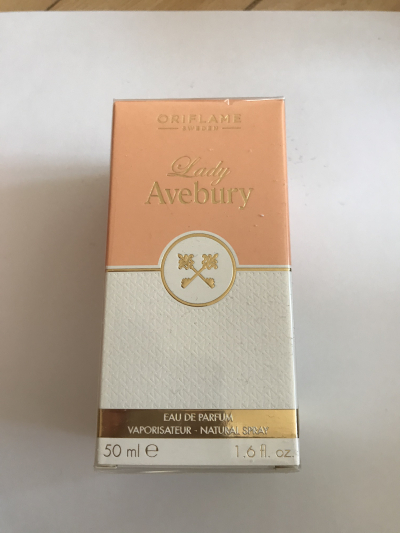 ORIFLAME
SWEDEN
Lady
Avebury
EAU DE PARFUM
VAPORISATEUR - NATURAL SPRAY
50 ml ℮ 1.6 fl. oz.